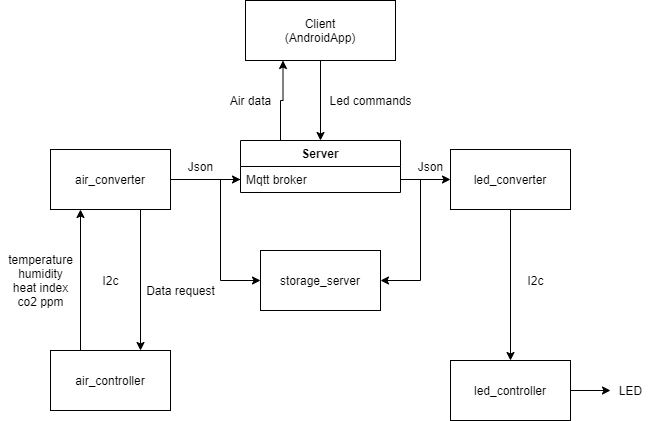 Client
(AndroidApp)
Air data
Led commands
Server
Mqtt broker
Json
Json
air_converter
led_converter
storage_server
temperature
humidity
heat index
co2 ppm
I2c
Data request
I2c
air_controller
led_controller
LED